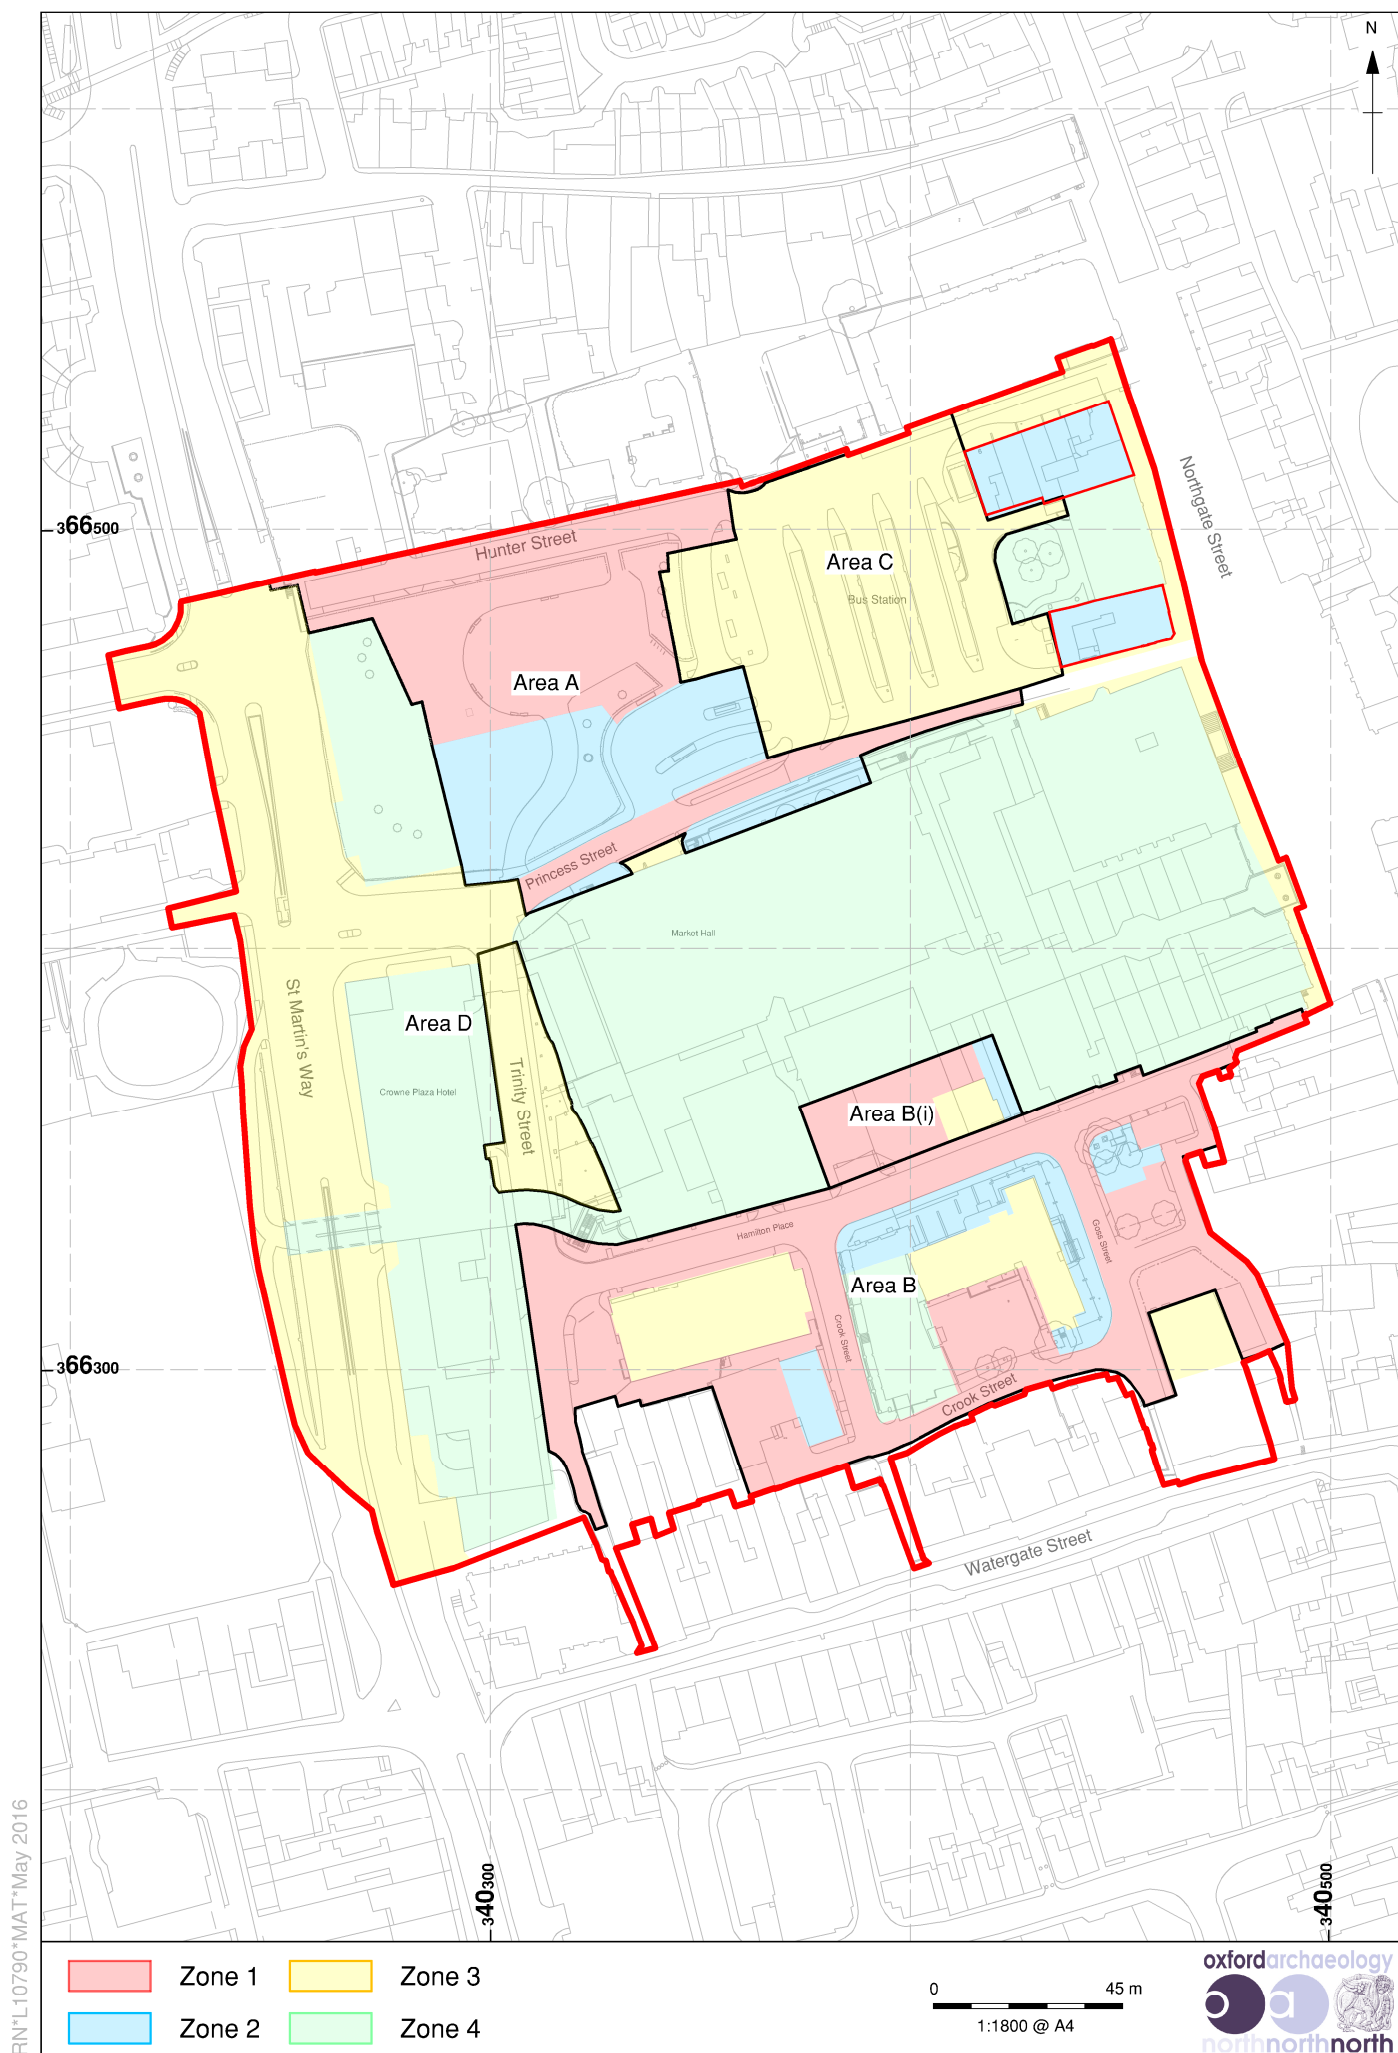 N
Northgate Street
366500
Hunter Street
Area C
Bus Station
Area A
Princess Street
Market Hall
St Martin's Way
Area D
Trinity Street
Crowne Plaza Hotel
Area B(i)
Hamilton Place
Goss Street
Area B
Crook Street
366300
Crook Street
Watergate Street
340300
340500
RN*L10790*MAT*May 2016
Zone 1
Zone 3
Zone 2
Zone 4
0 45 m
1:1800 @ A4
oxfordarchaeology
o a
northnorthnorth